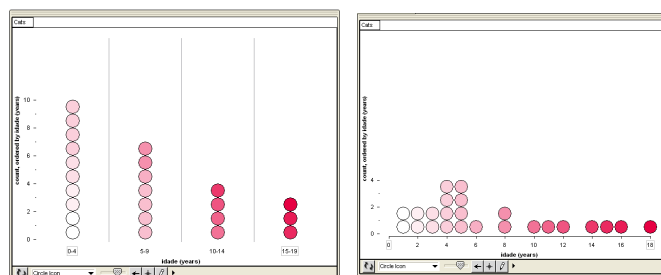 Cats
count, ordered by idade (years)
10
8
6
4
2
0
0-4 5-9 10-14 15-19
idade (years)
Circle Icon
Cats
count, ordered by idade (years)
4
2
0
0 2 4 6 8 10 12 14 16 18
idade (years)
Circle Icon